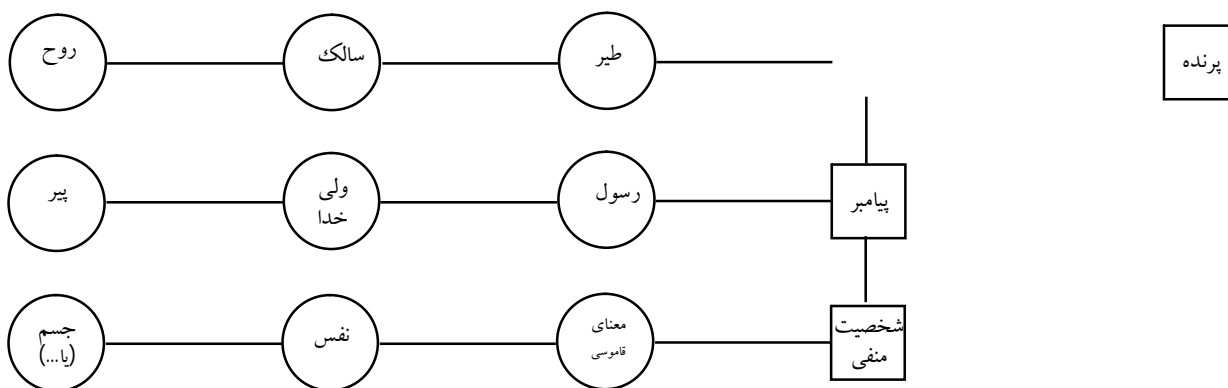 پرنده
طیر
سالک
روح
پیامبر
رسول
ولی
خدا
پیر
شخصیت
منفی
معنای
قاموسی
نفس
جسم
(یا...)